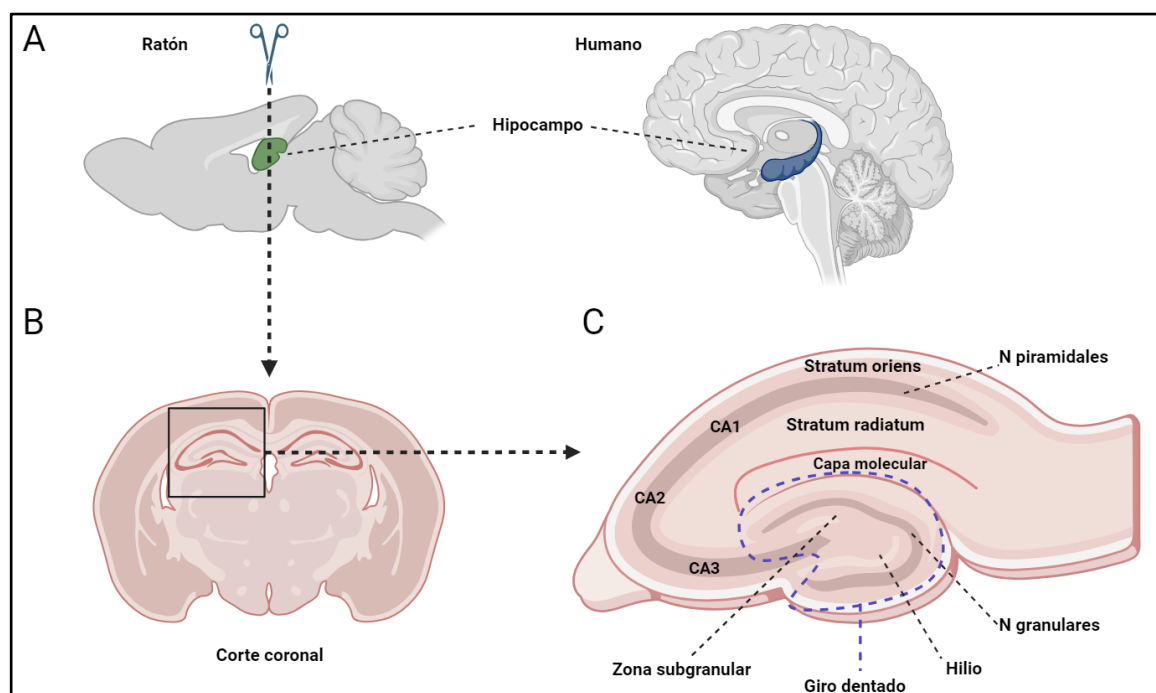 A
Ratón
Humano
Hipocampo
B
Corte coronal
C
N piramidales
Stratum oriens
CA1
Stratum radiatum
Capa molecular
CA2
CA3
N granulares
Zona subgranular
Hilio
Giro dentado